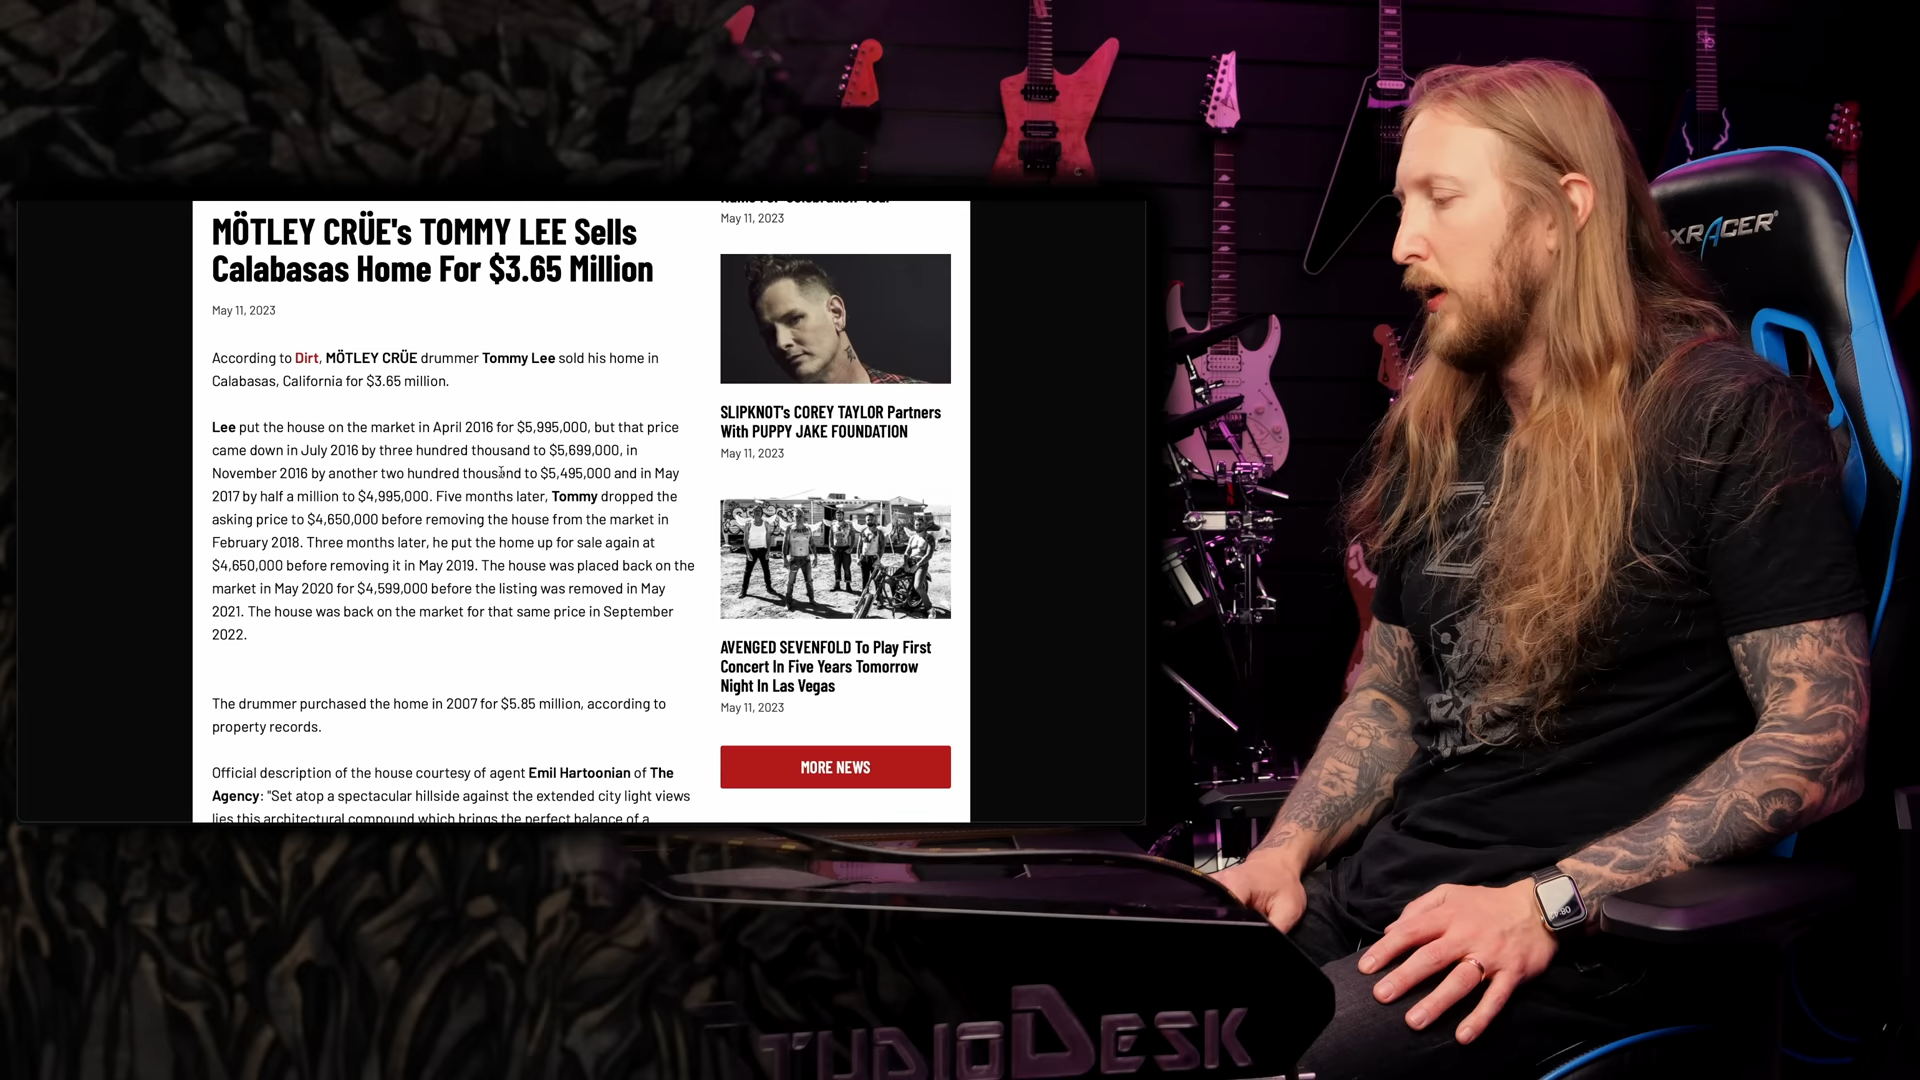 MÖTLEY CRÜE's TOMMY LEE Sells
Calabasas Home For $3.65 Million
May 11, 2023
According to Dirt, MÖTLEY CRÜE drummer Tommy Lee sold his home in
Calabasas, California for $3.65 million.
Lee put the house on the market in April 2016 for $5,995,000, but that price
came down in July 2016 by three hundred thousand to $5,699,000, in
November 2016 by another two hundred thousand to $5,495,000 and in May
2017 by half a million to $4,995,000. Five months later, Tommy dropped the
asking price to $4,650,000 before removing the house from the market in
February 2018. Three months later, he put the home up for sale again at
$4,650,000 before removing it in May 2019. The house was placed back on the
market in May 2020 for $4,599,000 before the listing was removed in May
2021. The house was back on the market for that same price in September
2022.
The drummer purchased the home in 2007 for $5.85 million, according to
property records.
Official description of the house courtesy of agent Emil Hartoonian of The
Agency: "Set atop a spectacular hillside against the extended city light views
lies this architectural compound which brings the perfect balance of a
May 11, 2023
SLIPKNOT's COREY TAYLOR Partners
With PUPPY JAKE FOUNDATION
May 11, 2023
AVENGED SEVENFOLD To Play First
Concert In Five Years Tomorrow
Night In Las Vegas
May 11, 2023
MORE NEWS
XRACER
STUDIODESK